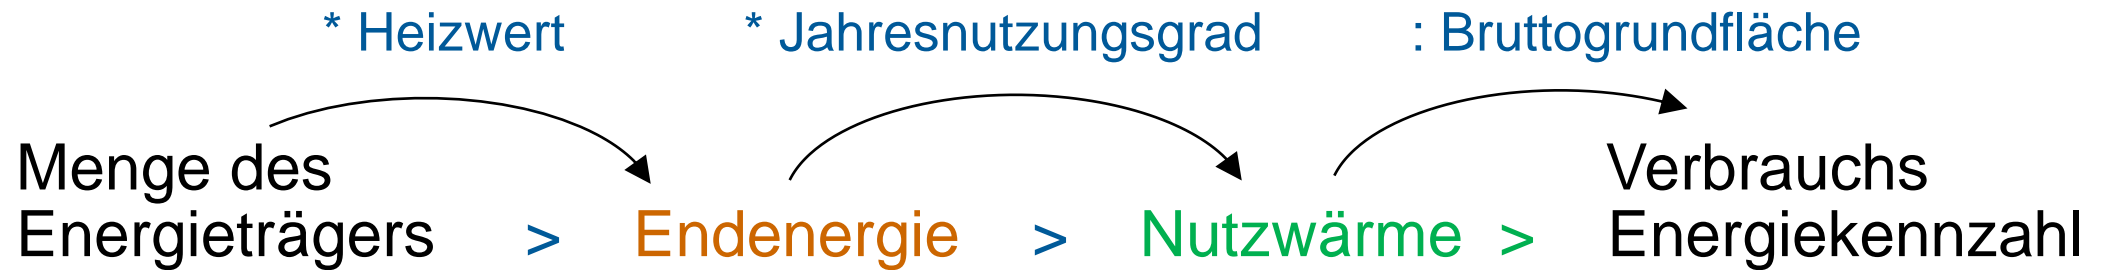 * Heizwert * Jahresnutzungsgrad : Bruttogrundfläche
Menge des Verbrauchs
Energieträgers > Endenergie > Nutzwärme > Energiekennzahl